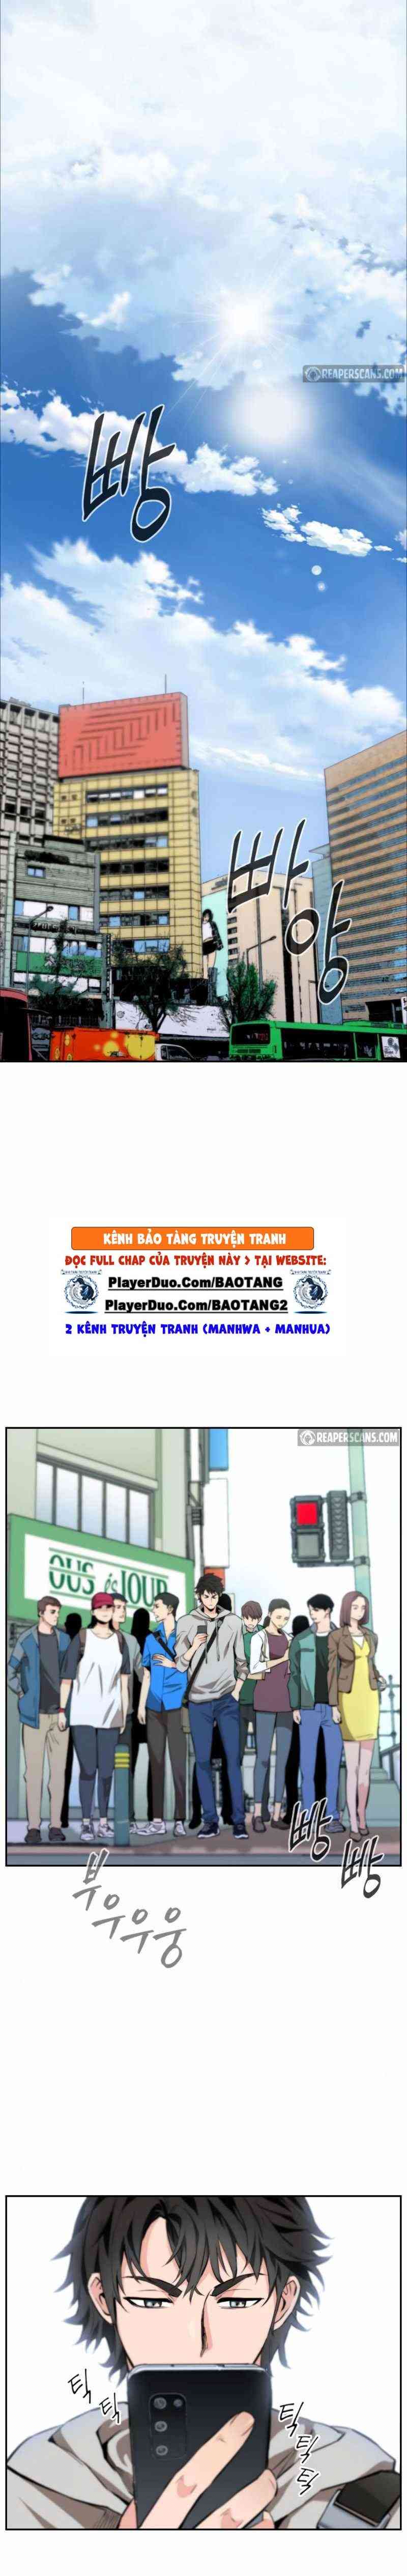 REAPERSCANS.COM
빵
빠
앙
KÊNH BẢO TÀNG TRUYỆN TRANH
ĐỌC FULL CHAP CỦA TRUYỆN NÀY > TẠI WEBSITE:
PlayerDuo.Com/BAOTANG
PlayerDuo.Com/BAOTANG2
2 KÊNH TRUYỆN TRANH (MANHWA + MANHUA)
REAPERSCANS.COM
빵
빵
부우우웅
틱
틱
틱
틱
틱